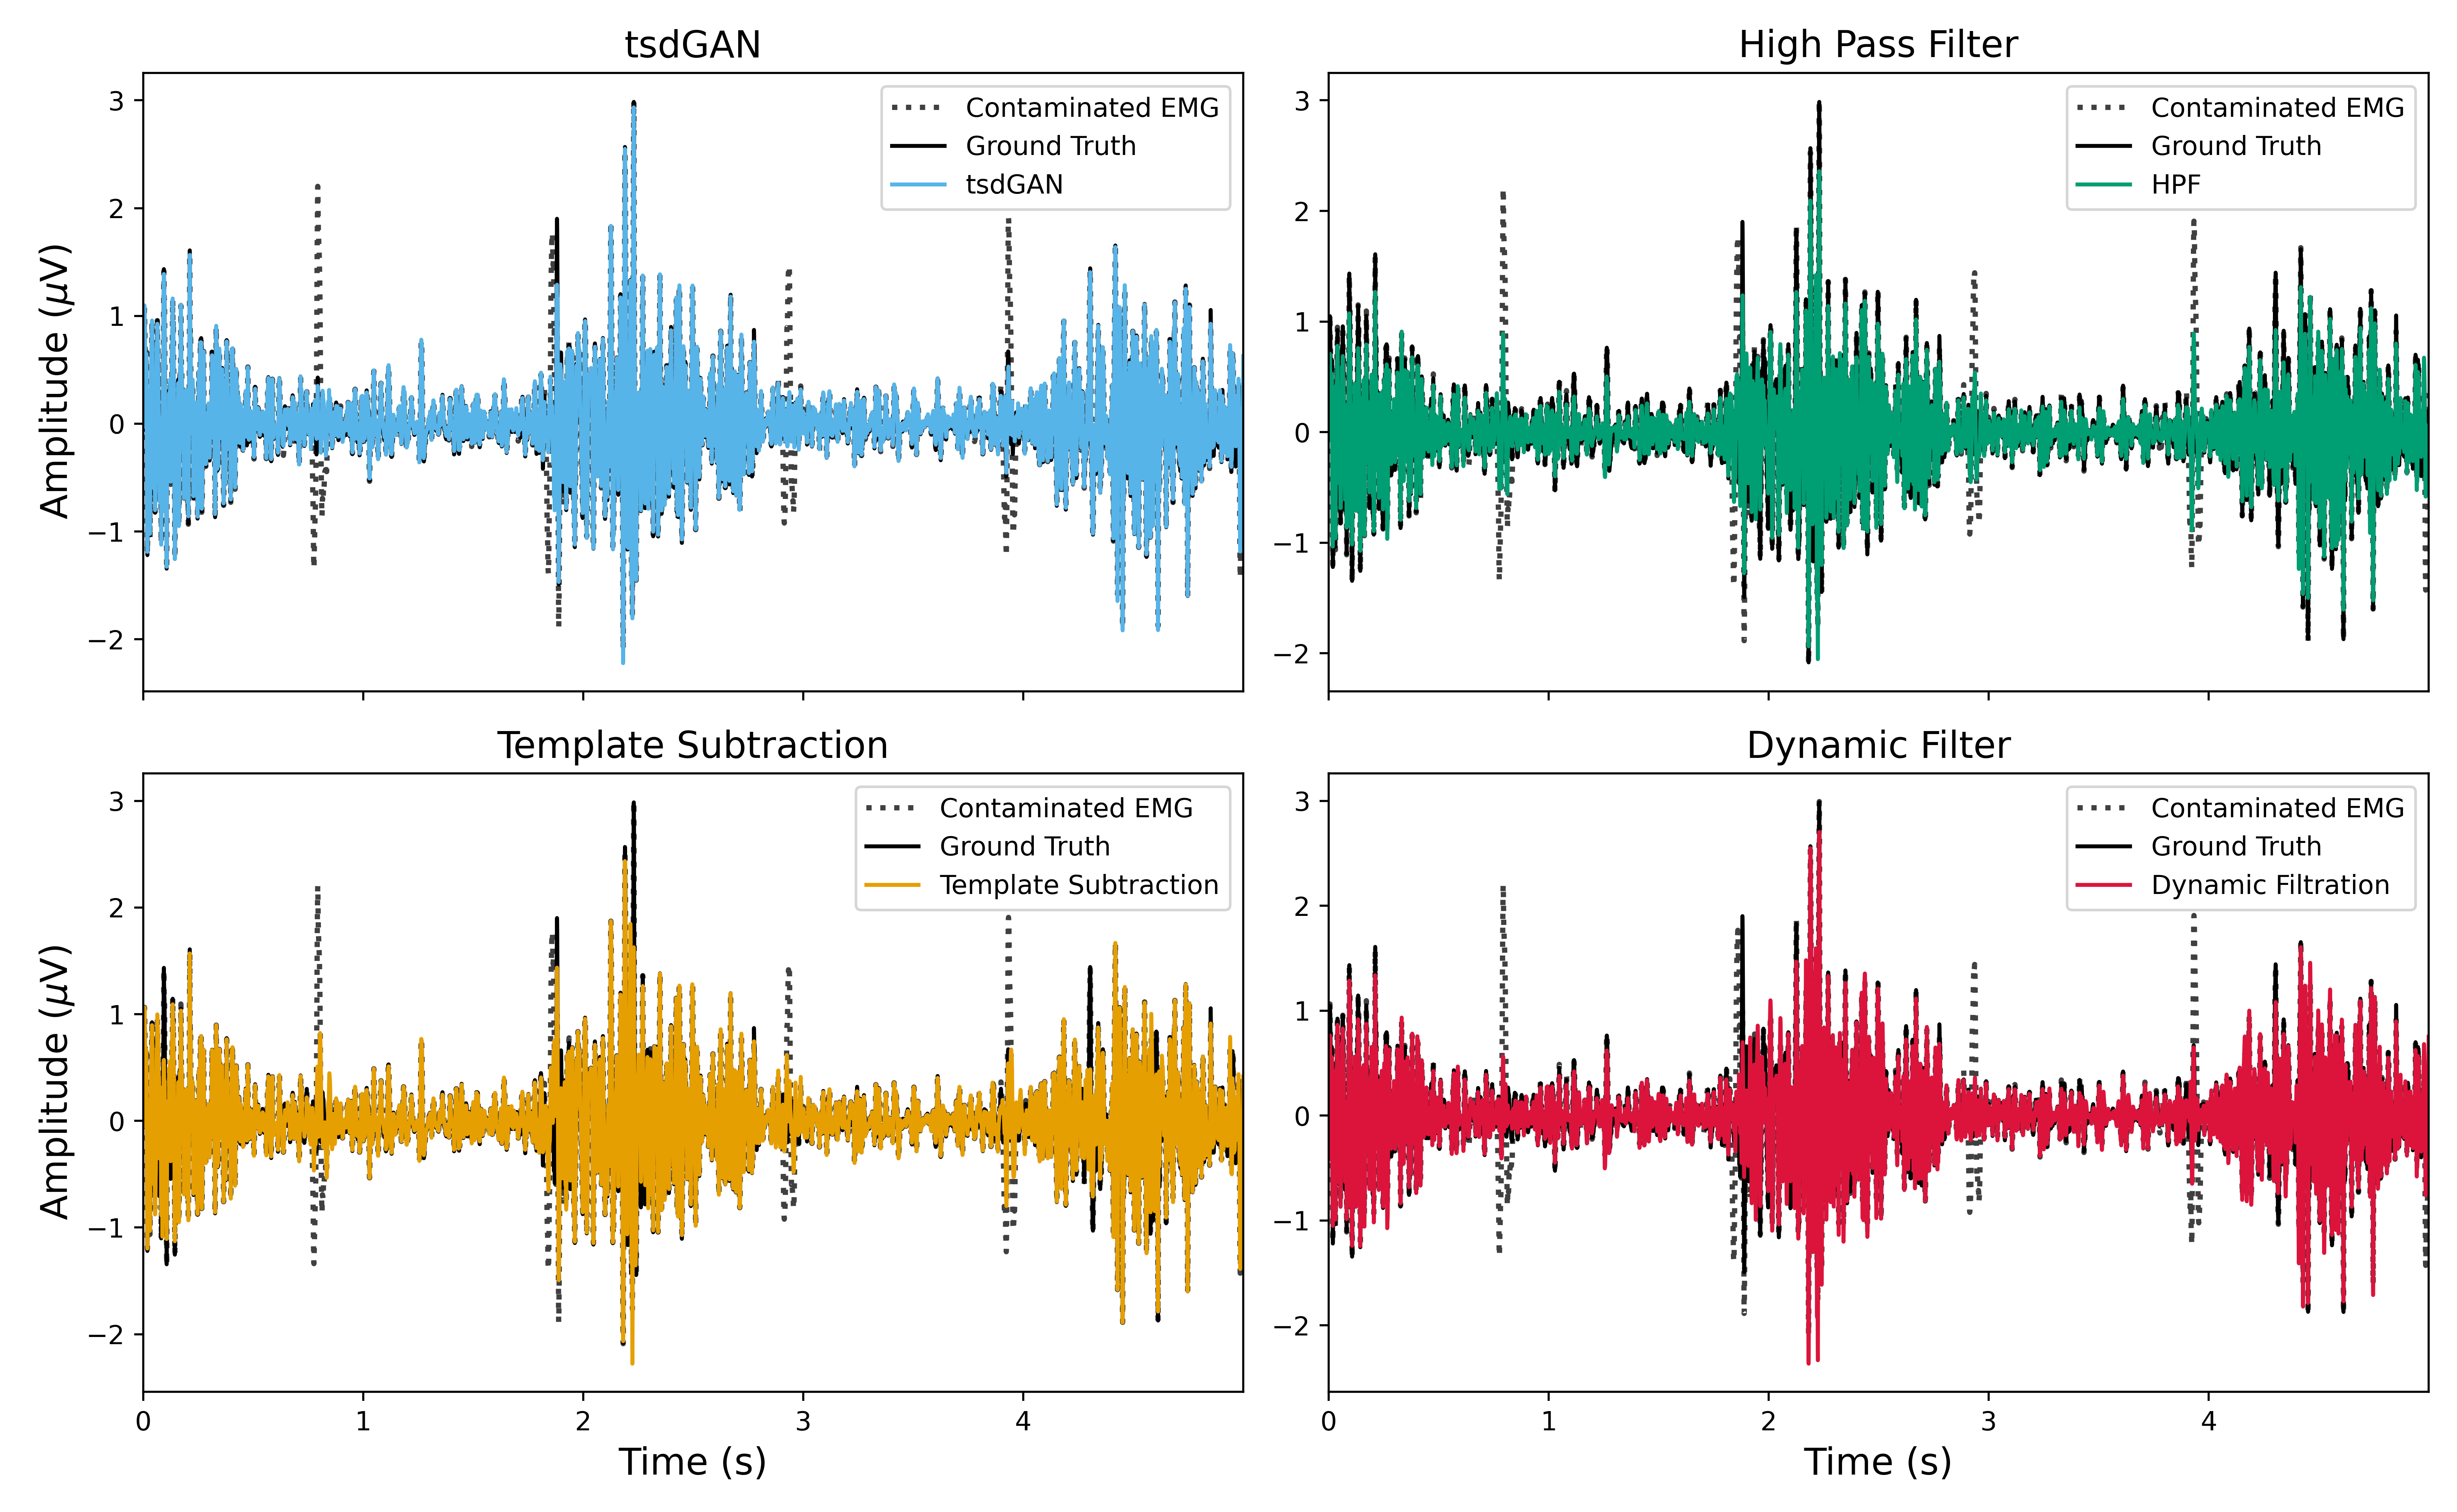 tsdGAN
Contaminated EMG
Ground Truth
tsdGAN
3
2
1
0
−1
−2
Amplitude (μV)
High Pass Filter
Contaminated EMG
Ground Truth
HPF
3
2
1
0
−1
−2
Template Subtraction
Contaminated EMG
Ground Truth
Template Subtraction
3
2
1
0
−1
−2
Amplitude (μV)
0 1 2 3 4
Time (s)
Dynamic Filter
Contaminated EMG
Ground Truth
Dynamic Filtration
3
2
1
0
−1
−2
0 1 2 3 4
Time (s)